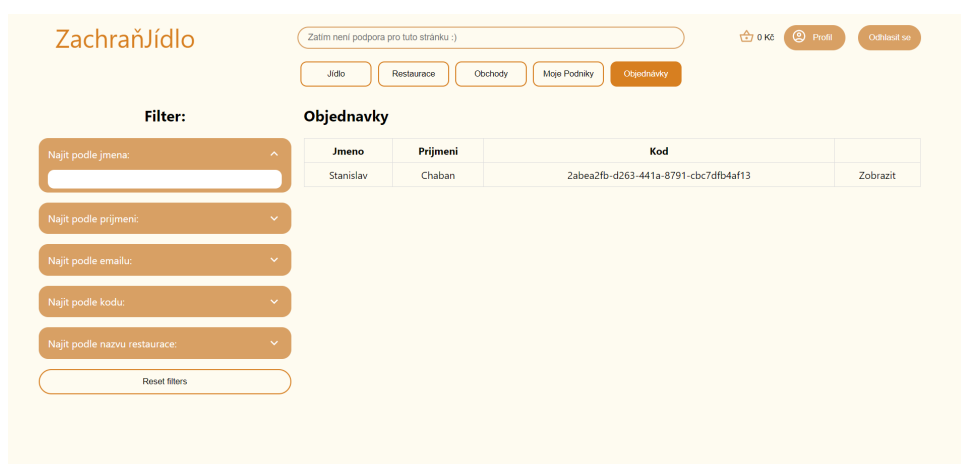 ZachraňJídlo
Zatím není podpora pro tuto stránku :)
0 Kč
Profil
Odhlasit se
Jídlo
Restaurace
Obchody
Moje Podniky
Objednávky
Filter:
Najit podle jmena:
Najit podle prijmeni:
Najit podle emailu:
Najit podle kodu:
Najit podle nazvu restaurace:
Reset filters
Objednavky
Jmeno Prijmeni Kod
Stanislav Chaban 2abea2fb-d263-441a-8791-cbc7dfb4af13 Zobrazit